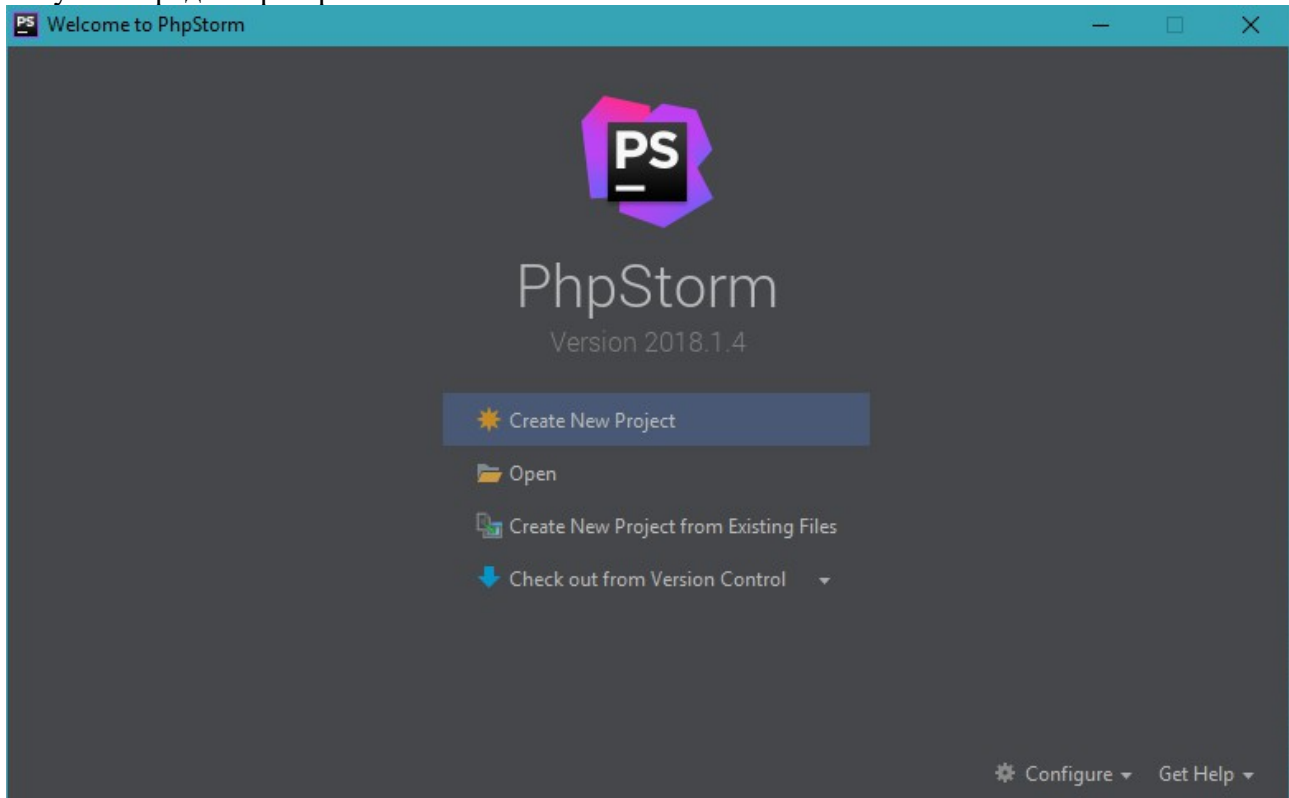 Welcome to PhpStorm
PS
PhpStorm
Version 2018.1.4
Create New Project
Open
Create New Project from Existing Files
Check out from Version Control
Configure
Get Help